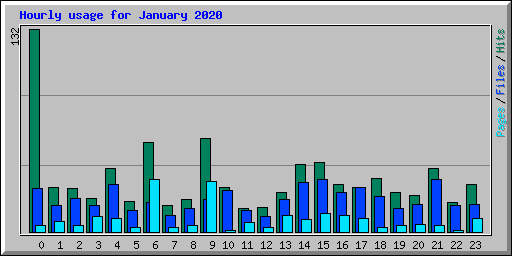 Hourly usage for January 2020
132
Pages / Files / Hits
0 1 2 3 4 5 6 7 8 9 10 11 12 13 14 15 16 17 18 19 20 21 22 23